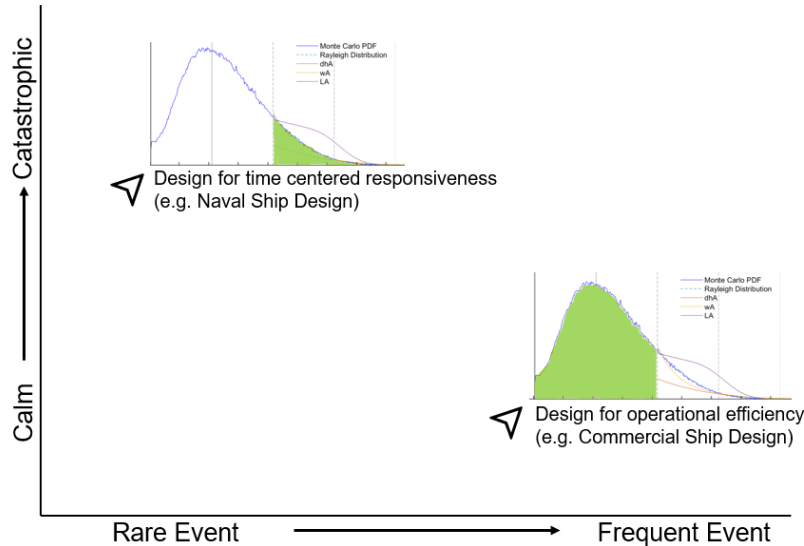 Catastrophic
Calm
Monte Carlo PDF
Rayleigh Distribution
dhA
wA
LA
Design for time centered responsiveness
(e.g. Naval Ship Design)
Monte Carlo PDF
Rayleigh Distribution
dhA
wA
LA
Design for operational efficiency
(e.g. Commercial Ship Design)
Rare Event
Frequent Event